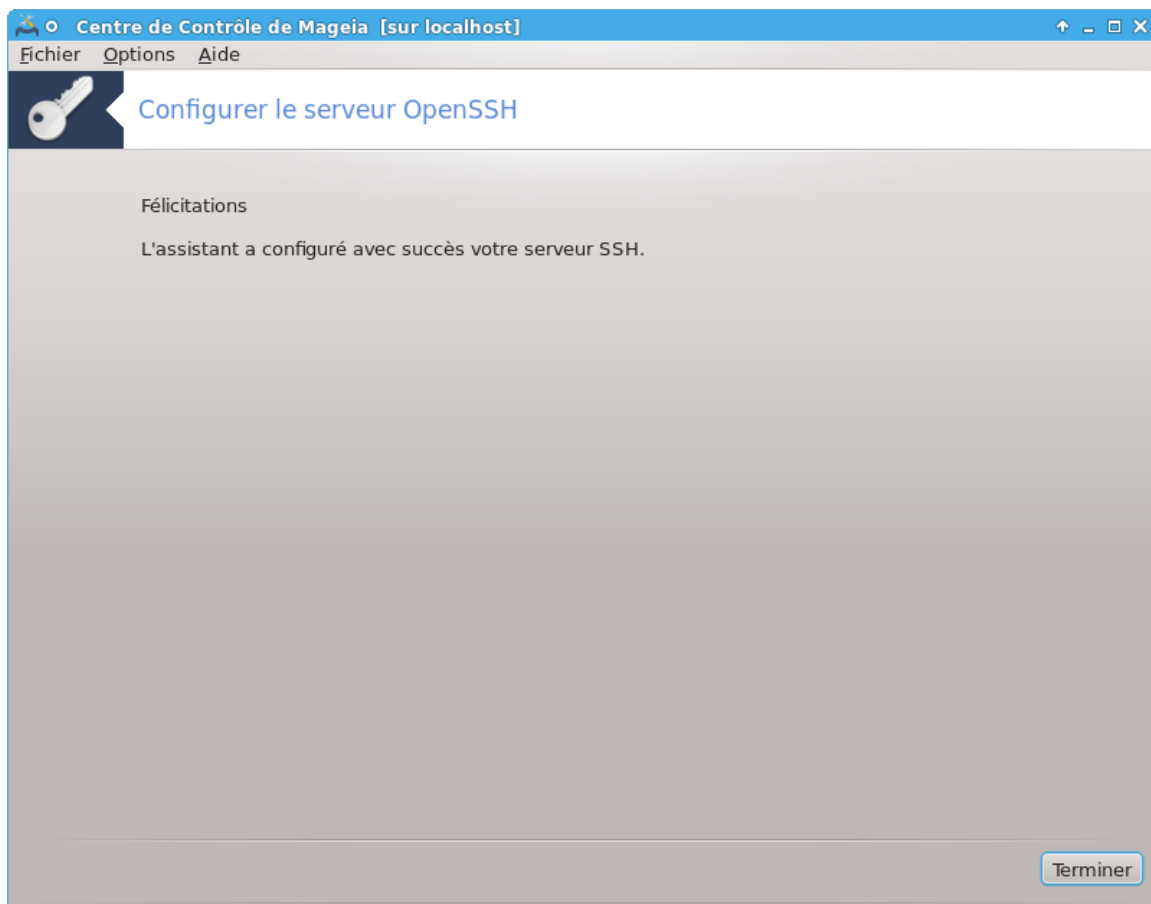 Centre de Contrôle de Mageia [sur localhost]
Fichier Options Aide
Configurer le serveur OpenSSH
Félicitations
L'assistant a configuré avec succès votre serveur SSH.
Terminer